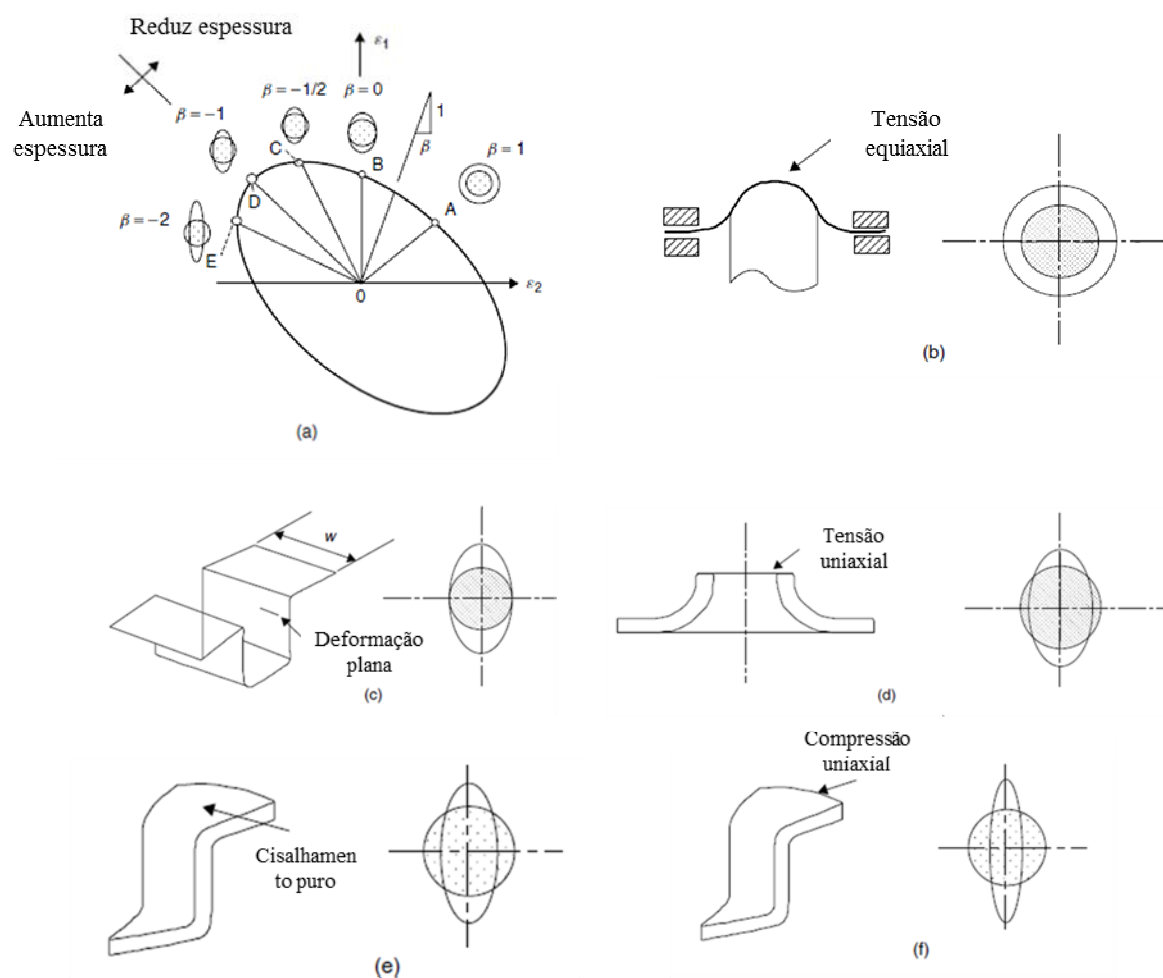 Reduz espessura
Aumenta
espessura
ε₁
β = −1/2
β = 0
β = −1
1
β
β = 1
C
B
D
A
β = −2
E
0
ε₂
(a)
Tensão
equiaxial
(b)
w
Deformação
plana
(c)
Tensão
uniaxial
(d)
Cisalhamen
to puro
(e)
Compressão
uniaxial
(f)